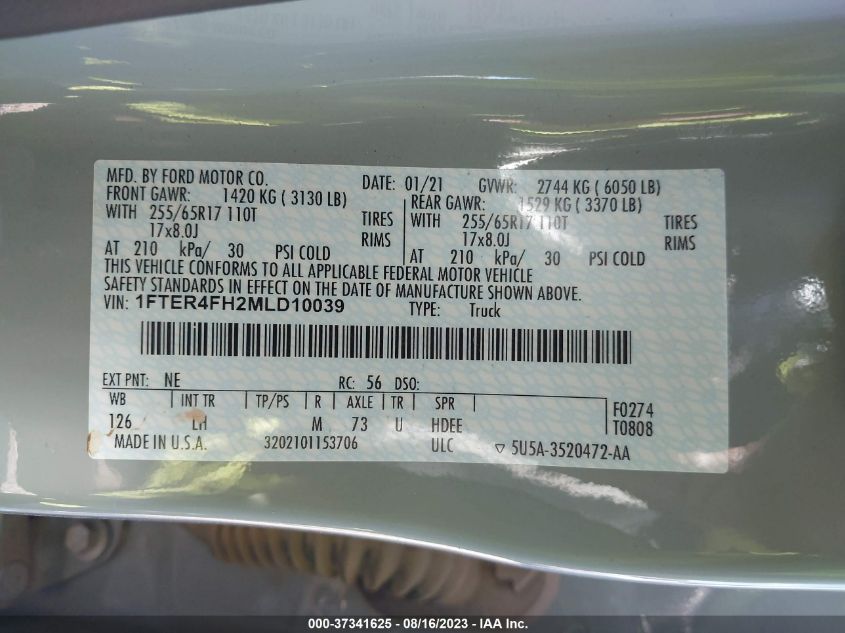 MFD. BY FORD MOTOR CO. DATE: 01/21 GVWR: 2744 KG ( 6050 LB)
FRONT GAWR: 1420 KG ( 3130 LB) REAR GAWR: 1529 KG ( 3370 LB)
WITH 255/65R17 110T TIRES WITH 255/65R17 110T TIRES
17x8.0J RIMS 17x8.0J RIMS
AT 210 kPa/ 30 PSI COLD AT 210 kPa/ 30 PSI COLD
THIS VEHICLE CONFORMS TO ALL APPLICABLE FEDERAL MOTOR VEHICLE
SAFETY STANDARDS IN EFFECT ON THE DATE OF MANUFACTURE SHOWN ABOVE.
VIN: 1FTER4FH2MLD10039 TYPE: Truck
EXT PNT: NE RC: 56 DSO:
WB INT TR TP/PS R AXLE TR SPR F0274
126 LH M 73 U HDEE T0808
MADE IN U.S.A. 3202101153706 ULC ▽ 5U5A-3520472-AA
000-37341625 - 08/16/2023 - IAA Inc.